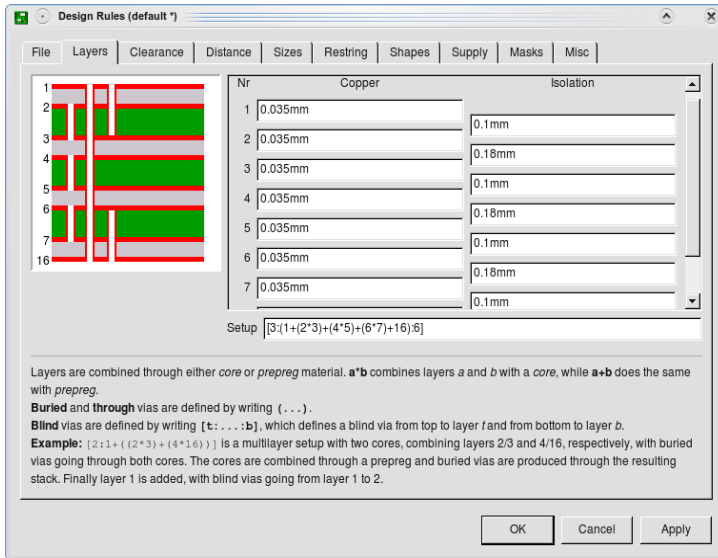 Design Rules (default *)
File Layers Clearance Distance Sizes Restring Shapes Supply Masks Misc
Nr Copper Isolation
1
2
3
4
5
6
7
16
1 0.035mm
0.1mm
2 0.035mm
0.18mm
3 0.035mm
0.1mm
4 0.035mm
0.18mm
5 0.035mm
0.1mm
6 0.035mm
0.18mm
7 0.035mm
0.1mm
Setup [3:(1+(2*3)+(4*5)+(6*7)+16):6]
Layers are combined through either core or prepreg material. a*b combines layers a and b with a core, while a+b does the same
with prepreg.
Buried and through vias are defined by writing (...).
Blind vias are defined by writing [t:...:b], which defines a blind via from top to layer t and from bottom to layer b.
Example: [2:1+((2*3)+(4*16))] is a multilayer setup with two cores, combining layers 2/3 and 4/16, respectively, with buried
vias going through both cores. The cores are combined through a prepreg and buried vias are produced through the resulting
stack. Finally layer 1 is added, with blind vias going from layer 1 to 2.
OK Cancel Apply